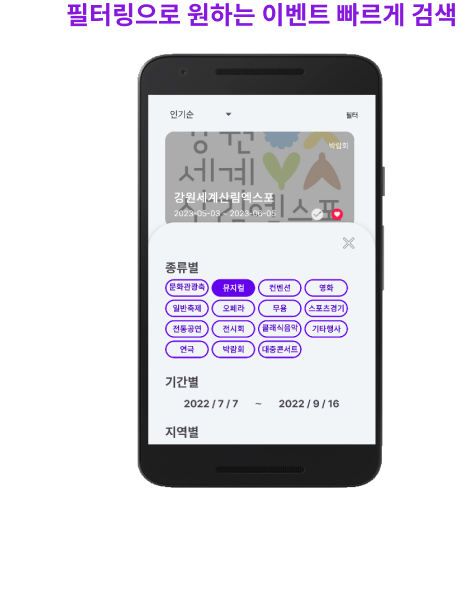 필터링으로 원하는 이벤트 빠르게 검색
인기순
필터
강원
세계
산림엑스포
박람회
강원세계산림엑스포
2023-05-03 ~ 2023-06-05
종류별
문화관광축
뮤지컬
컨벤션
영화
일반축제
오페라
무용
스포츠경기
전통공연
전시회
클래식음악
기타행사
연극
박람회
대중콘서트
기간별
2022 / 7 / 7 ~ 2022 / 9 / 16
지역별